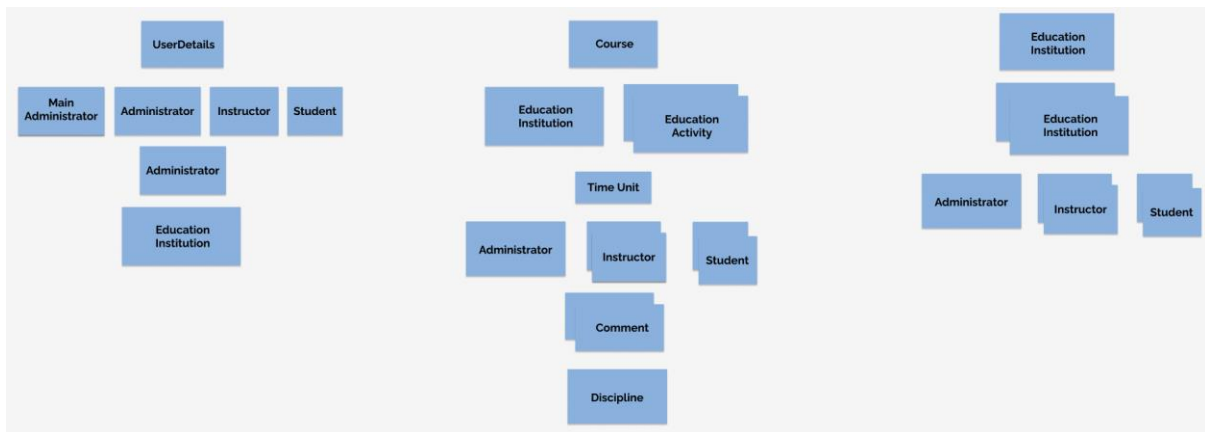 UserDetails
Main
Administrator
Administrator
Instructor
Student
Administrator
Education
Institution
Course
Education
Institution
Education
Activity
Time Unit
Administrator
Instructor
Student
Comment
Discipline
Education
Institution
Education
Institution
Administrator
Instructor
Student